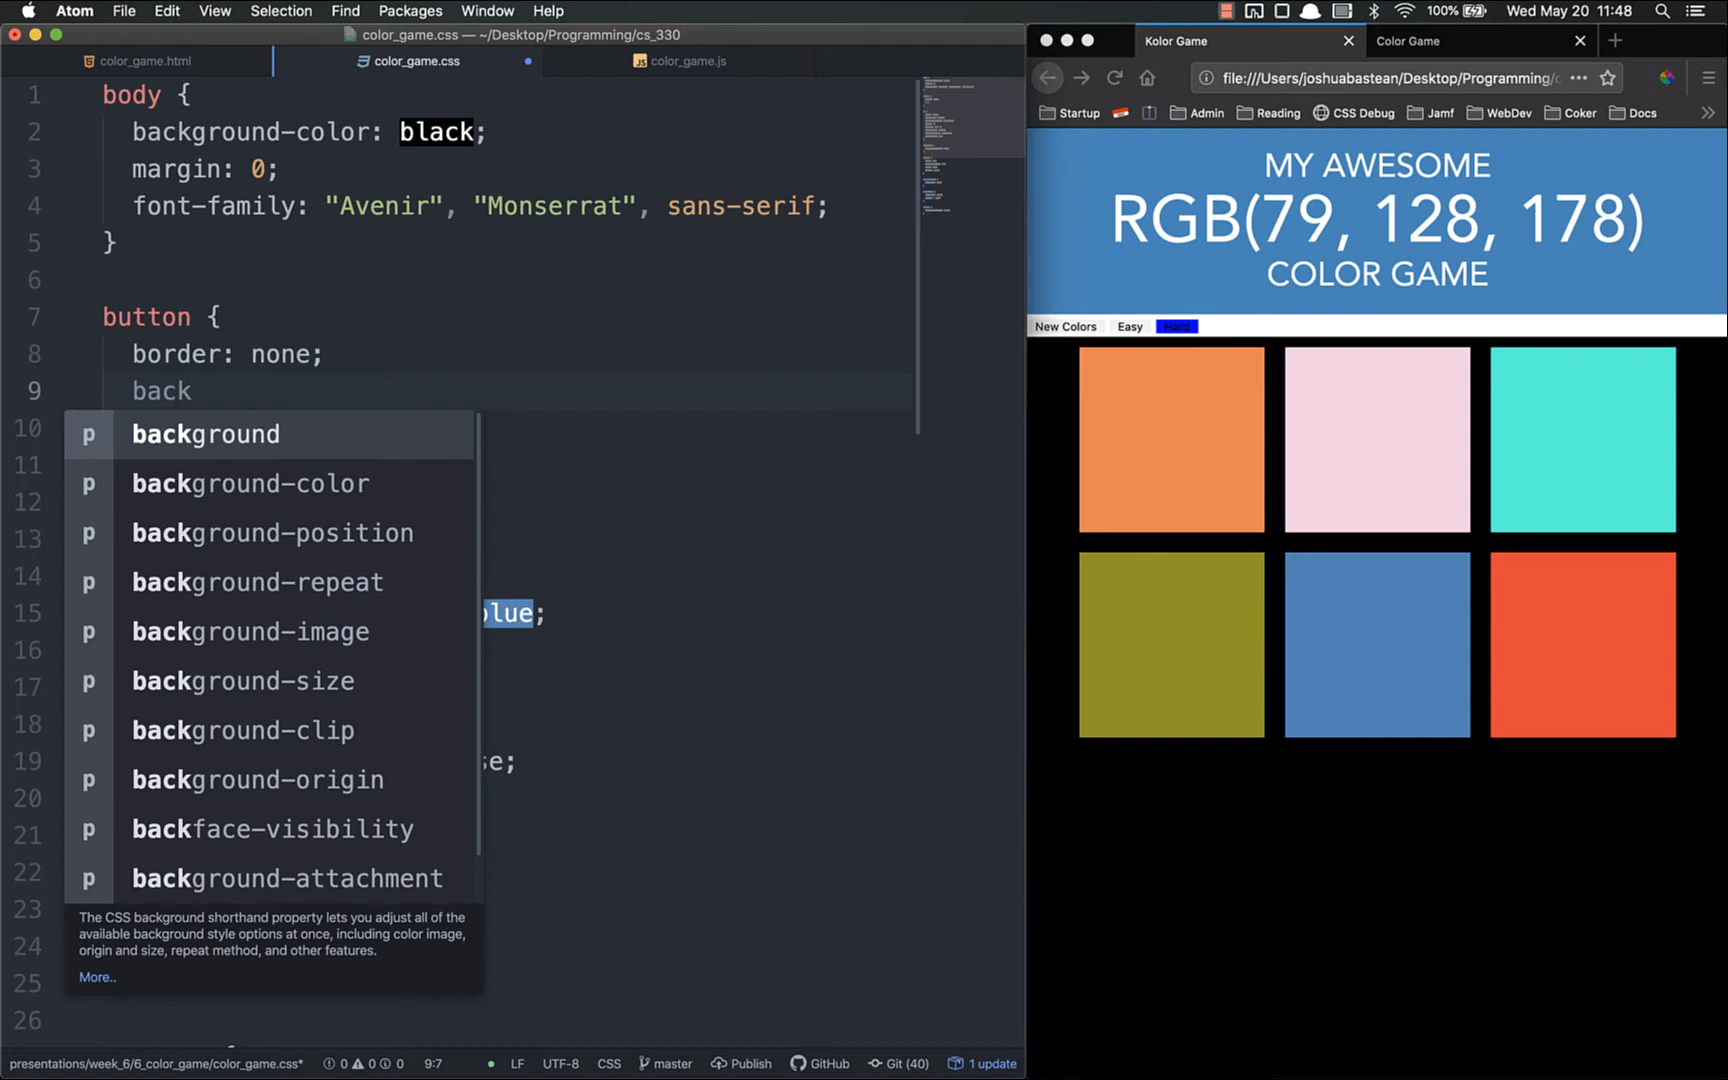 Atom File Edit View Selection Find Packages Window Help
100% Wed May 20 11:48
color_game.css — ~/Desktop/Programming/cs_330
color_game.html
color_game.css
color_game.js
1 body {
2 background-color: black;
3 margin: 0;
4 font-family: "Avenir", "Monserrat", sans-serif;
5 }
6
7 button {
8 border: none;
9 back
10
11
12
13
14
15 blue;
16
17
18
19 se;
20
21
22
23
24
25
26
p background
p background-color
p background-position
p background-repeat
p background-image
p background-size
p background-clip
p background-origin
p backface-visibility
p background-attachment
The CSS background shorthand property lets you adjust all of the
available background style options at once, including color image,
origin and size, repeat method, and other features.
More..
presentations/week_6/6_color_game/color_game.css* 0 0 0 9:7 LF UTF-8 CSS master Publish GitHub Git (40) 1 update
Kolor Game
Color Game
file:///Users/joshuabastean/Desktop/Programming/c
Startup Admin Reading CSS Debug Jamf WebDev Coker Docs
MY AWESOME
RGB(79, 128, 178)
COLOR GAME
New Colors Easy Hard